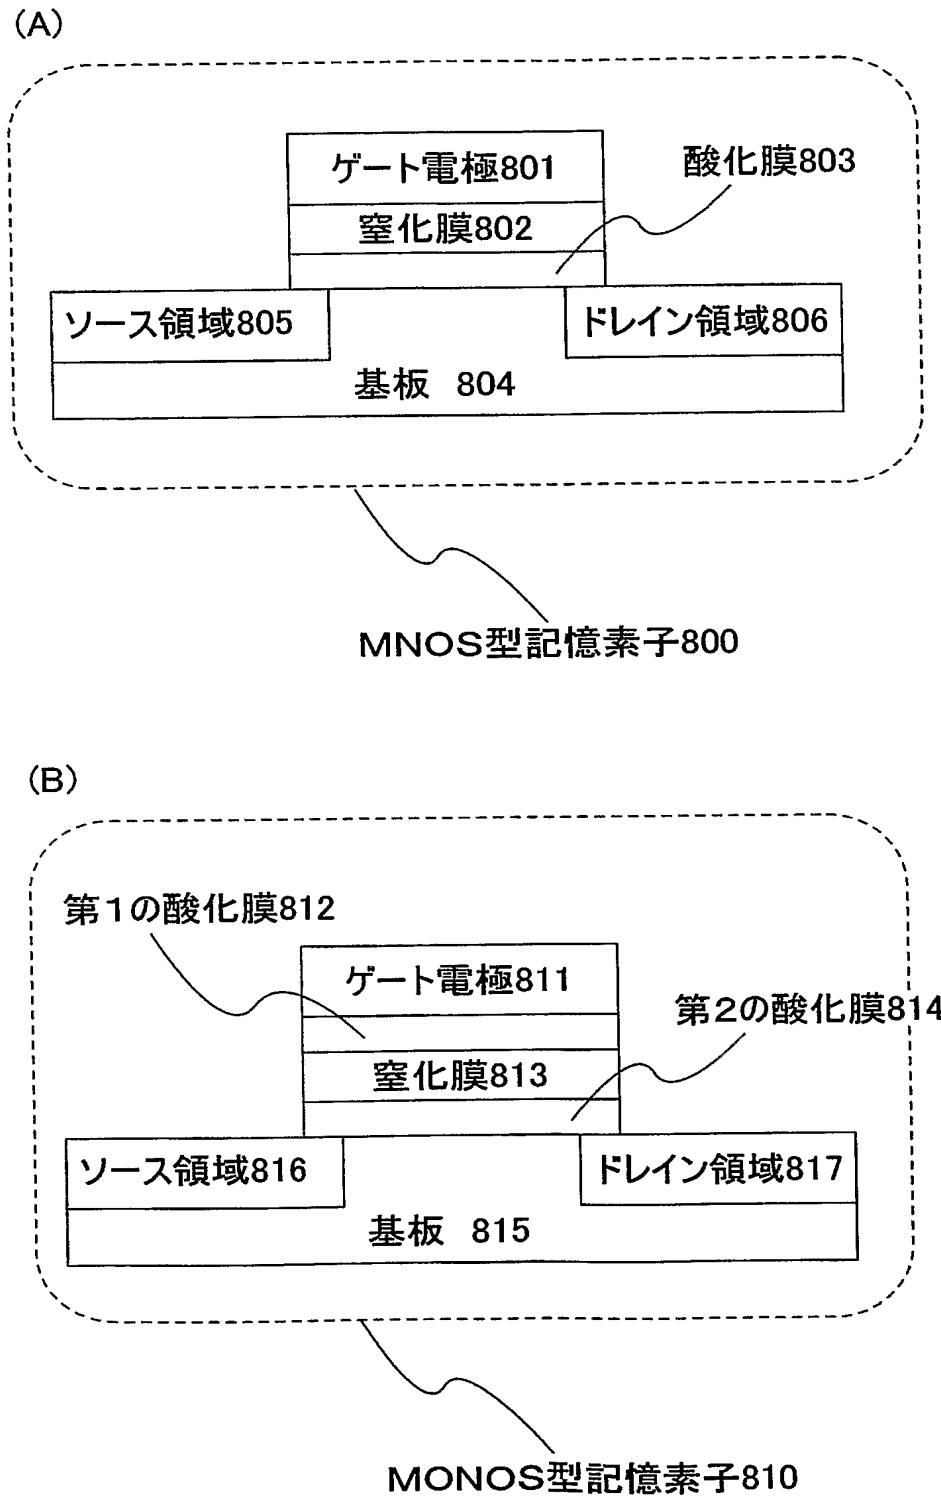 (A)
ゲート電極801
酸化膜803
窒化膜802
ソース領域805
ドレイン領域806
基板 804
MNOS型記憶素子800
(B)
第1の酸化膜812
ゲート電極811
第2の酸化膜814
窒化膜813
ソース領域816
ドレイン領域817
基板 815
MONOS型記憶素子810